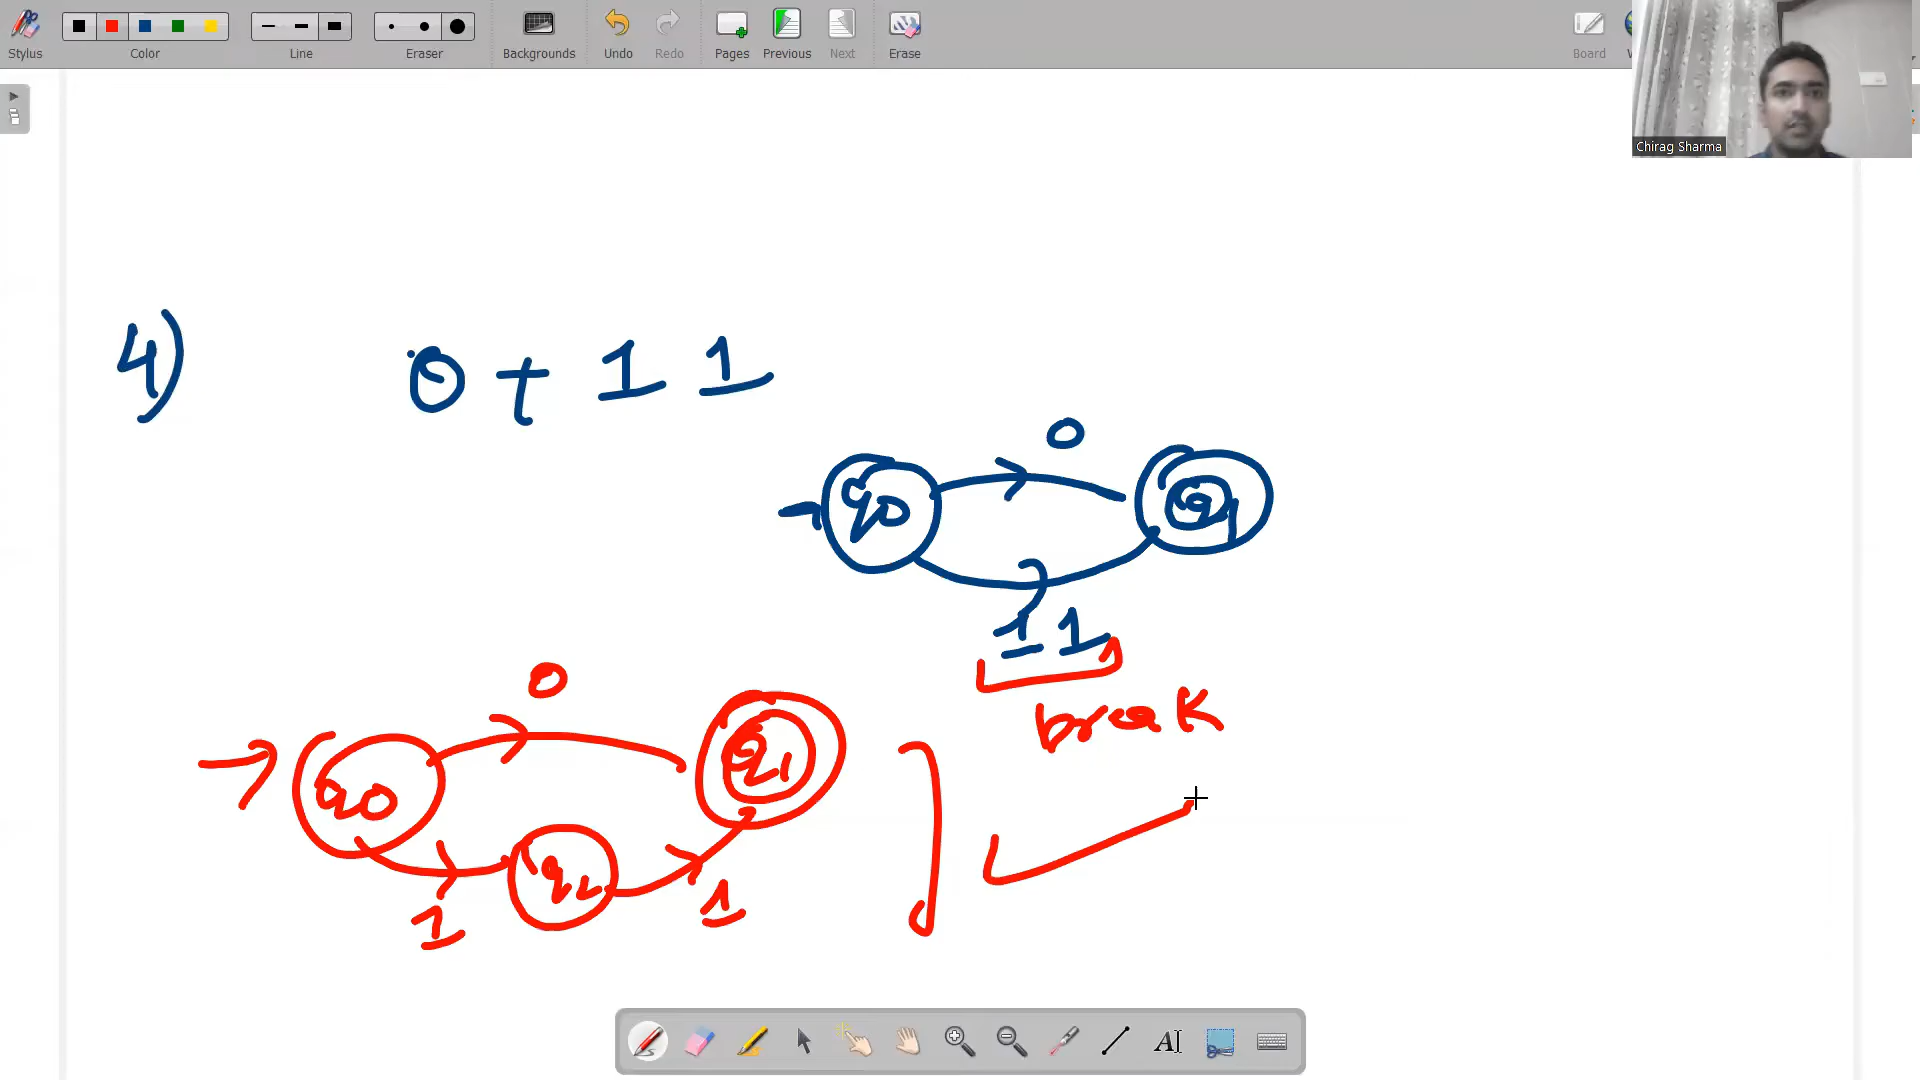 Stylus
Color
Line
Eraser
Backgrounds
Undo
Redo
Pages
Previous
Next
Erase
Board
Chirag Sharma
4)
0 + 1 1
0
q0
q1
1 1
break
0
q0
q1
q2
1
1